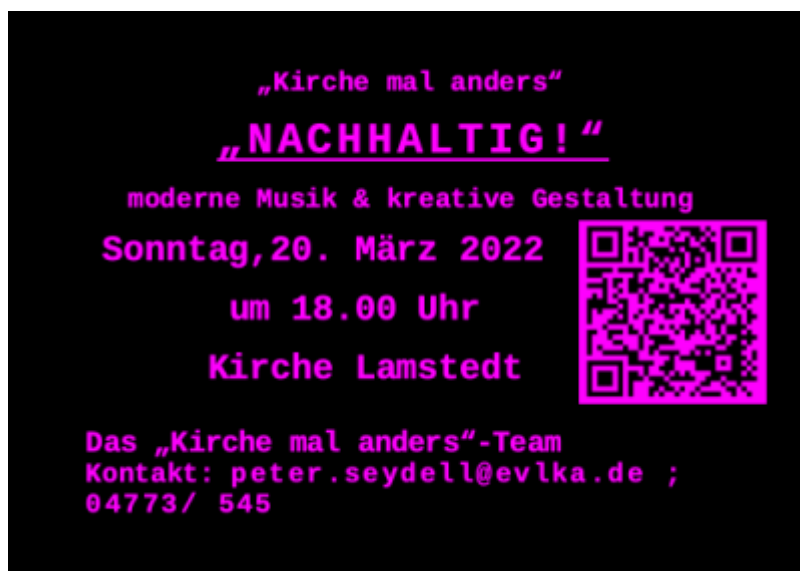 „Kirche mal anders“
„NACHHALTIG!“
moderne Musik & kreative Gestaltung
Sonntag,20. März 2022
um 18.00 Uhr
Kirche Lamstedt
Das „Kirche mal anders“-Team
Kontakt: peter.seydell@evlka.de ;
04773/ 545